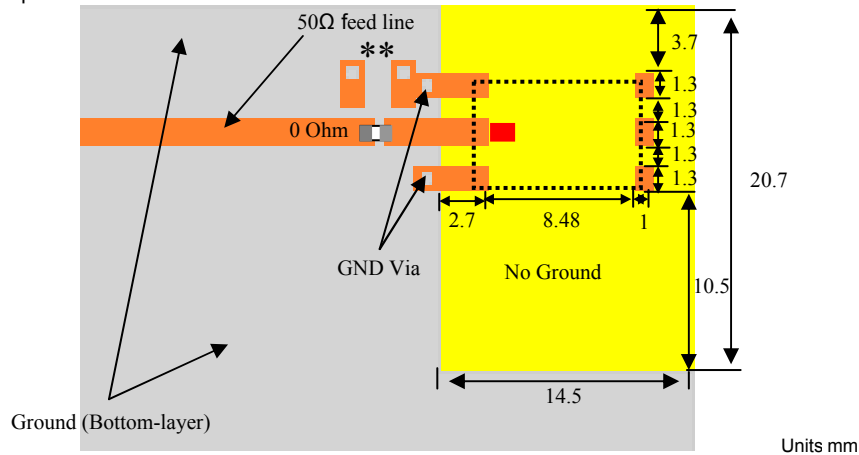 50Ω feed line
**
3.7
1.3
1.3
0 Ohm
1.3
1.3
1.3
20.7
2.7
8.48
1
GND Via
No Ground
10.5
14.5
Ground (Bottom-layer)
Units mm